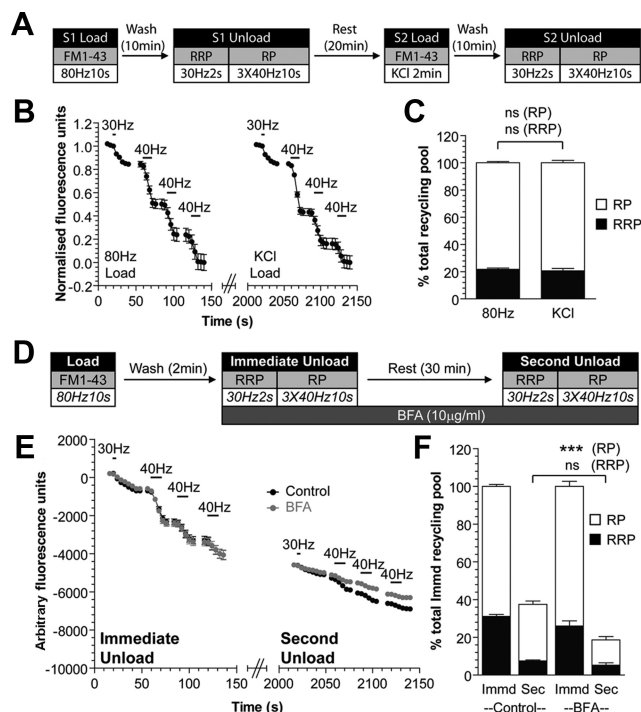 A
S1 Load
FM1-43
80Hz10s
Wash
(10min)
S1 Unload
RRP RP
30Hz2s 3X40Hz10s
Rest
(20min)
S2 Load
FM1-43
KCl 2min
Wash
(10min)
S2 Unload
RRP RP
30Hz2s 3X40Hz10s
B
Normalised fluorescence units
1.2
1.0
0.8
0.6
0.4
0.2
0.0
-0.2
30Hz
40Hz
40Hz
40Hz
80Hz
Load
30Hz
40Hz
40Hz
40Hz
KCl
Load
0 50 100 150 2000 2050 2100 2150
Time (s)
C
ns (RP)
ns (RRP)
% total recycling pool
120
100
80
60
40
20
0
RP
RRP
80Hz KCl
D
Load
FM1-43
80Hz10s
Wash (2min)
Immediate Unload
RRP RP
30Hz2s 3X40Hz10s
Rest (30 min)
Second Unload
RRP RP
30Hz2s 3X40Hz10s
BFA (10µg/ml)
E
Arbitrary fluorescence units
2000
0
-2000
-4000
-6000
-8000
-10000
30Hz
40Hz
40Hz
40Hz
Control
BFA
30Hz
40Hz
40Hz
40Hz
Immediate
Unload
Second
Unload
0 50 100 150 2000 2050 2100 2150
Time (s)
F
*** (RP)
ns (RRP)
% total Immd recycling pool
120
100
80
60
40
20
0
RP
RRP
Immd Sec Immd Sec
--Control-- --BFA--